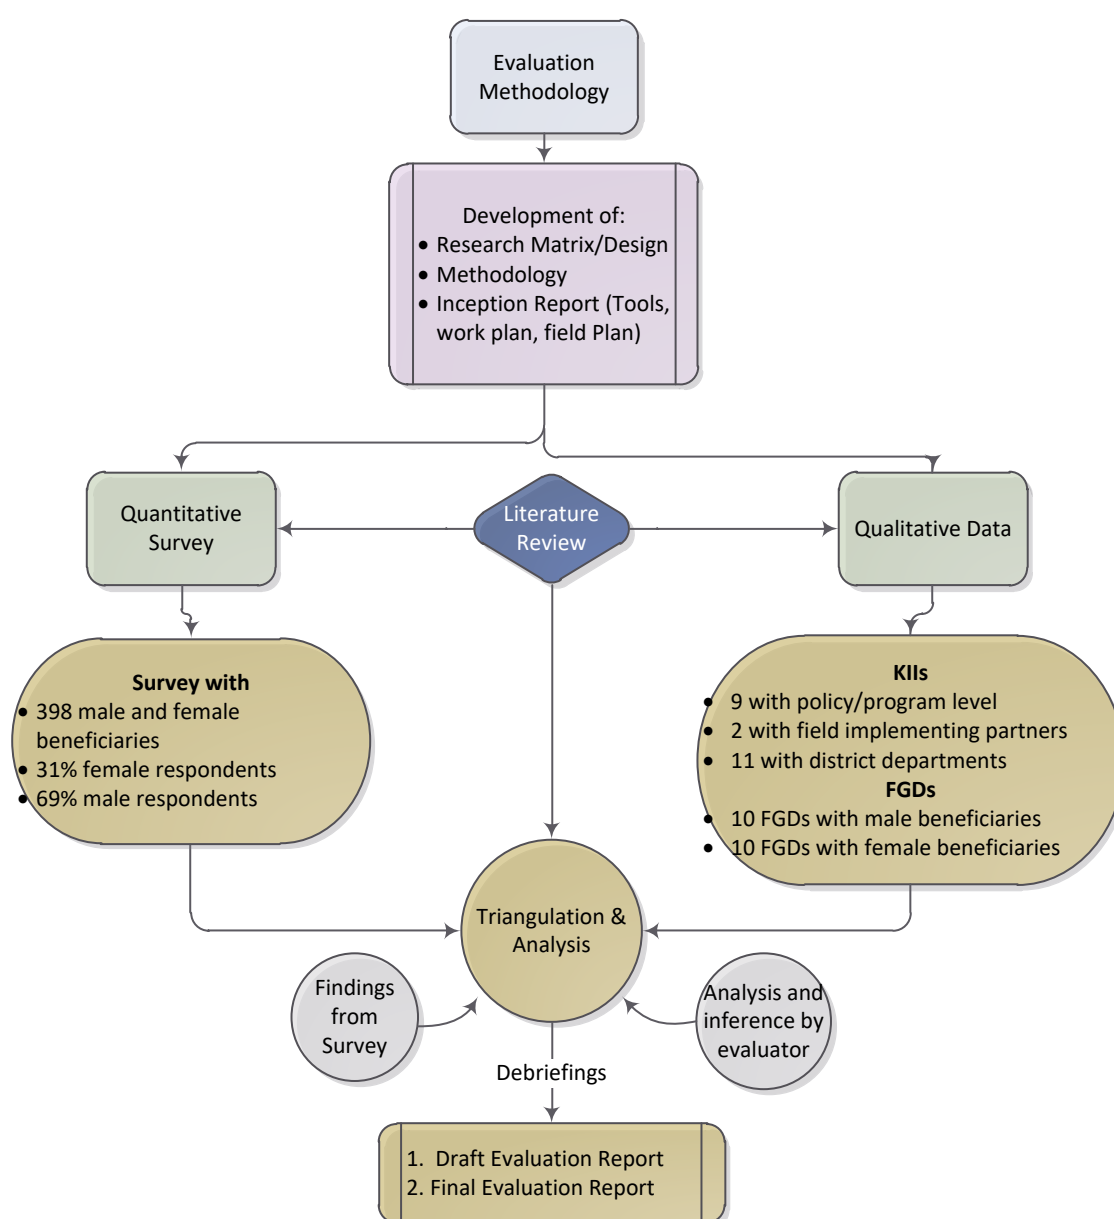 Evaluation
Methodology
Development of:
• Research Matrix/Design
• Methodology
• Inception Report (Tools,
work plan, field Plan)
Quantitative
Survey
Literature
Review
Qualitative Data
Survey with
• 398 male and female
beneficiaries
• 31% female respondents
• 69% male respondents
KIIs
• 9 with policy/program level
• 2 with field implementing partners
• 11 with district departments
FGDs
• 10 FGDs with male beneficiaries
• 10 FGDs with female beneficiaries
Triangulation &
Analysis
Findings
from
Survey
Analysis and
inference by
evaluator
Debriefings
1. Draft Evaluation Report
2. Final Evaluation Report